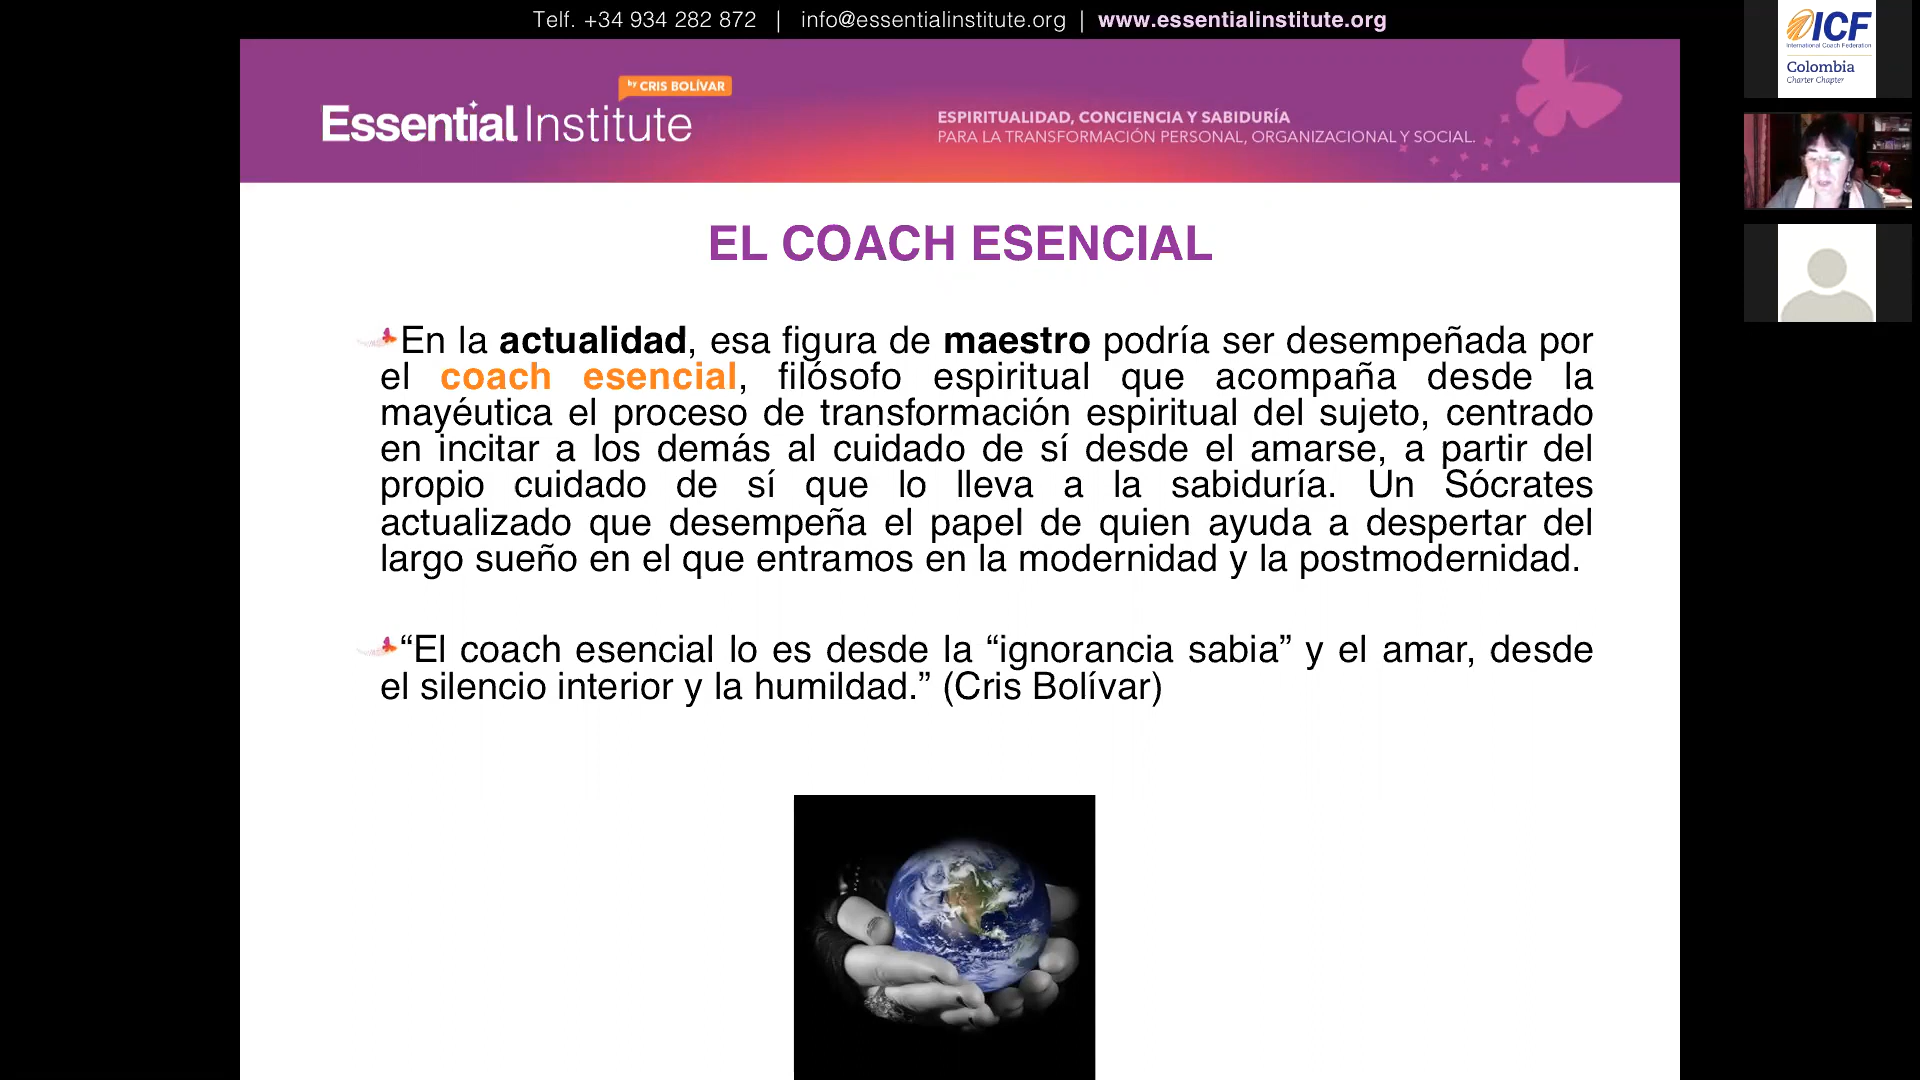 Telf. +34 934 282 872 | info@essentialinstitute.org | www.essentialinstitute.org
by CRIS BOLÍVAR
Essential Institute
ESPIRITUALIDAD, CONCIENCIA Y SABIDURÍA
PARA LA TRANSFORMACIÓN PERSONAL, ORGANIZACIONAL Y SOCIAL.
ICF
International Coach Federation
Colombia
Charter Chapter
EL COACH ESENCIAL
En la actualidad, esa figura de maestro podría ser desempeñada por
el coach esencial, filósofo espiritual que acompaña desde la
mayéutica el proceso de transformación espiritual del sujeto, centrado
en incitar a los demás al cuidado de sí desde el amarse, a partir del
propio cuidado de sí que lo lleva a la sabiduría. Un Sócrates
actualizado que desempeña el papel de quien ayuda a despertar del
largo sueño en el que entramos en la modernidad y la postmodernidad.
“El coach esencial lo es desde la “ignorancia sabia” y el amar, desde
el silencio interior y la humildad.” (Cris Bolívar)